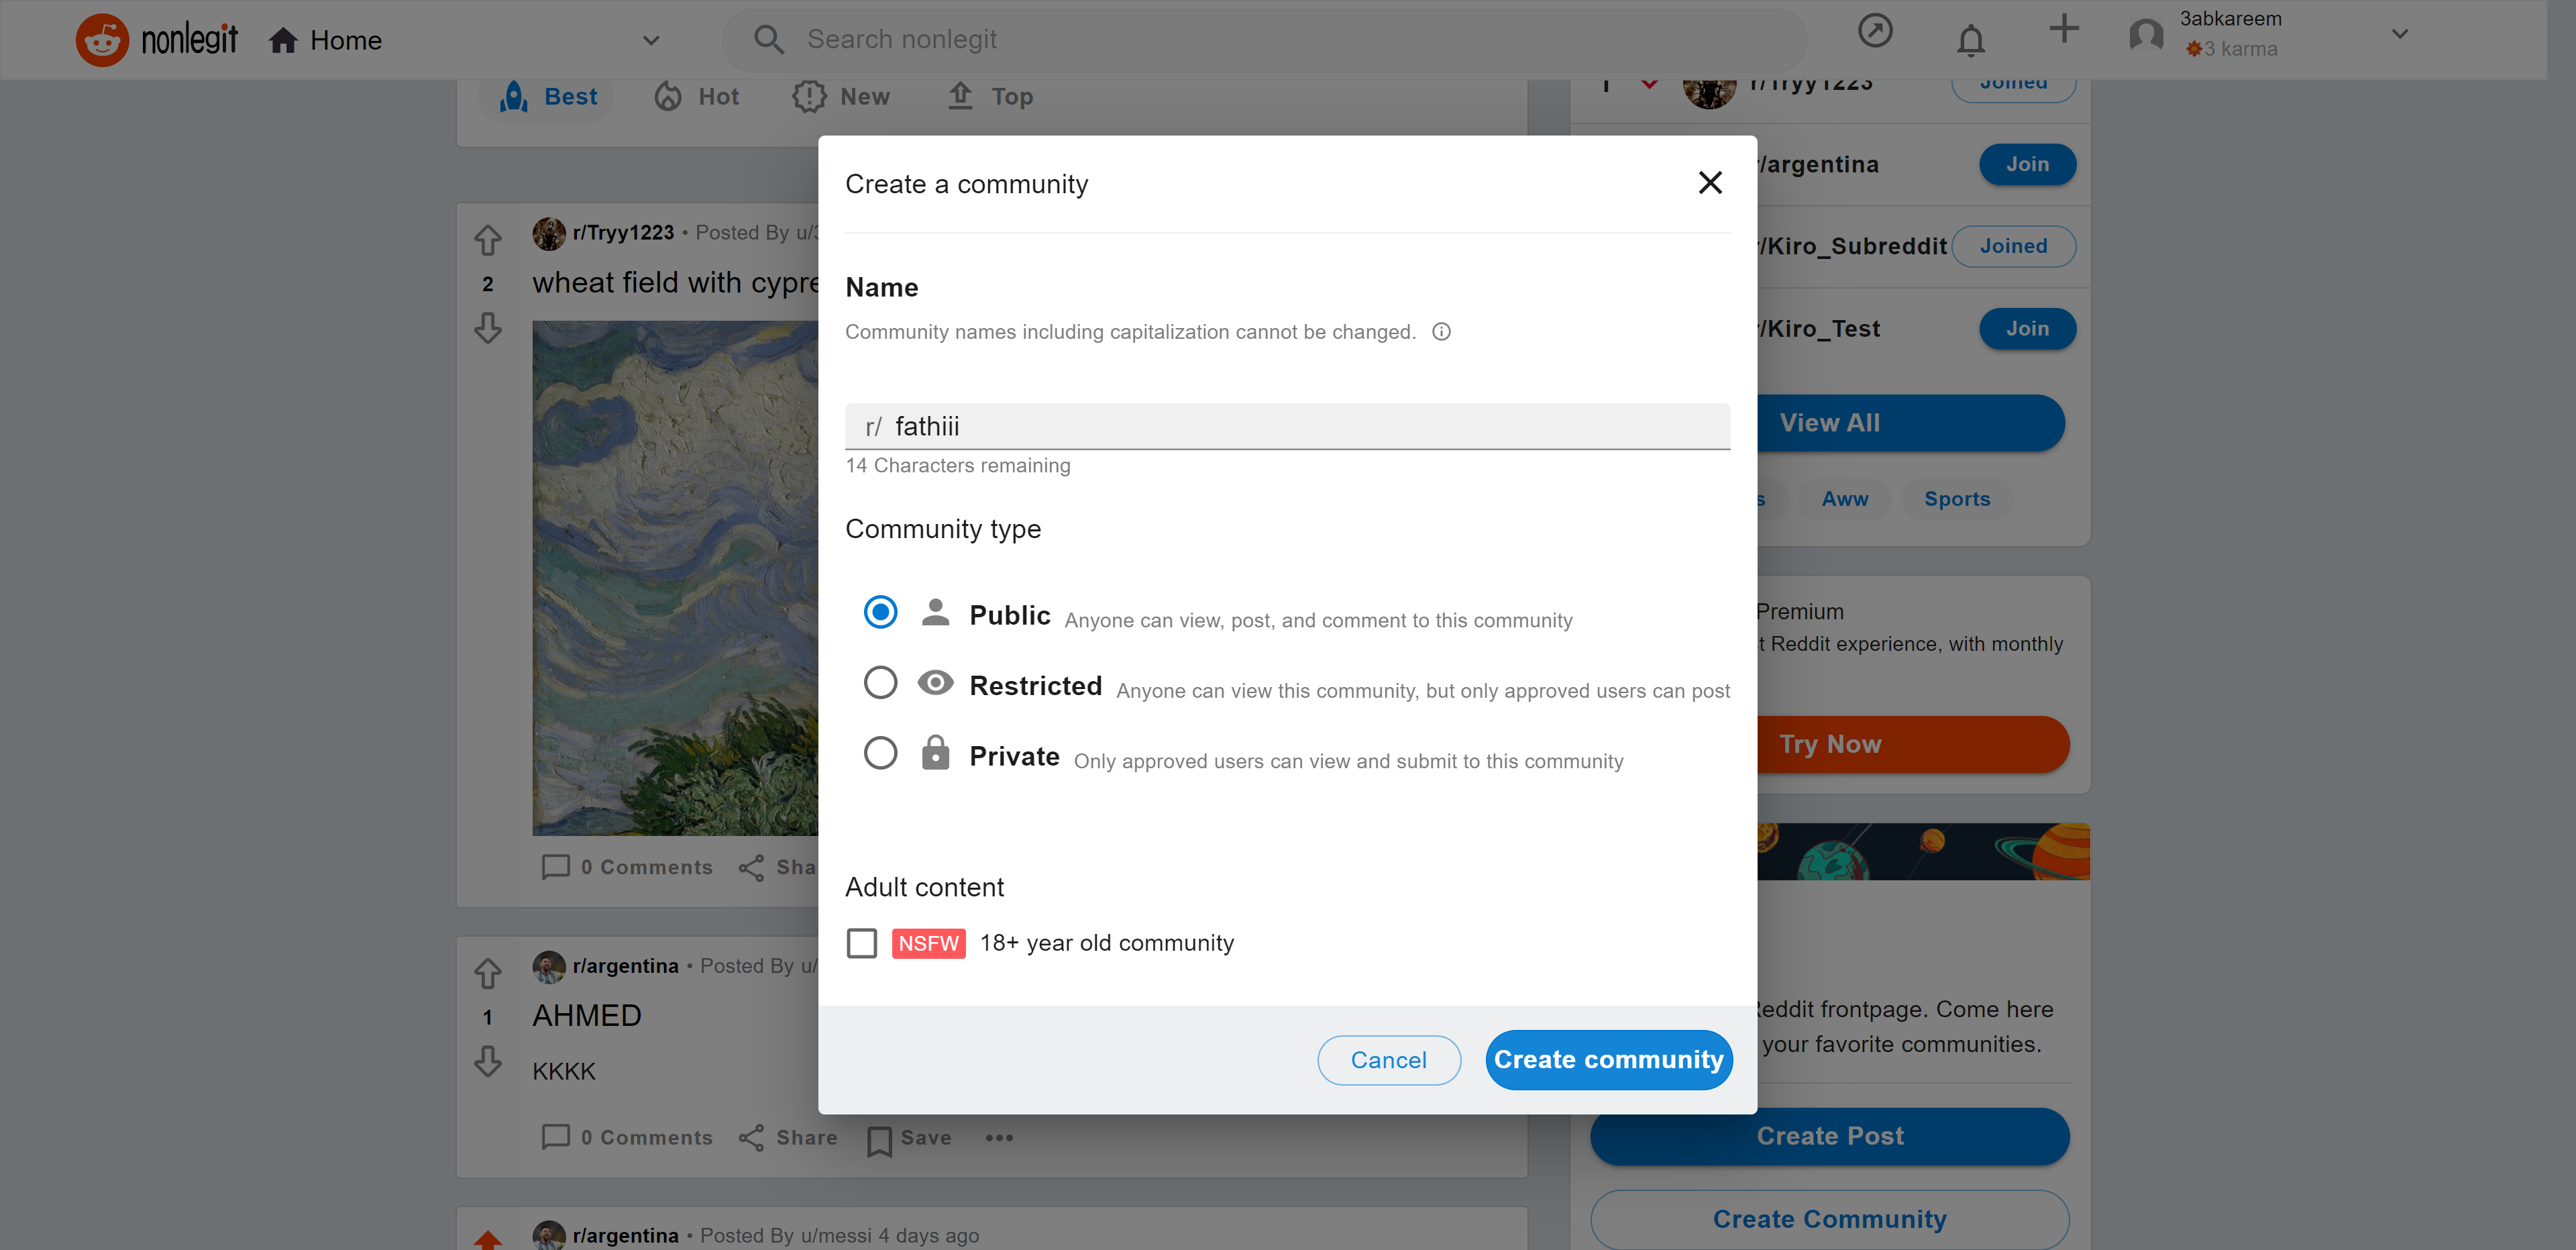 nonlegit Home Search nonlegit 3abkareem
3 karma
Best Hot New Top
r/Tryy1223 Joined
r/argentina Join
r/Kiro_Subreddit Joined
r/Kiro_Test Join
View All
Aww Sports
Premium
Reddit experience, with monthly
Try Now
Reddit frontpage. Come here
your favorite communities.
Create Post
Create Community
r/Tryy1223 • Posted By
2
wheat field with
0 Comments
r/argentina • Posted By
1
AHMED
KKKK
0 Comments Share Save
r/argentina • Posted By u/messi 4 days ago
Create a community
Name
Community names including capitalization cannot be changed.
r/ fathiii
14 Characters remaining
Community type
Public Anyone can view, post, and comment to this community
Restricted Anyone can view this community, but only approved users can post
Private Only approved users can view and submit to this community
Adult content
NSFW 18+ year old community
Cancel Create community